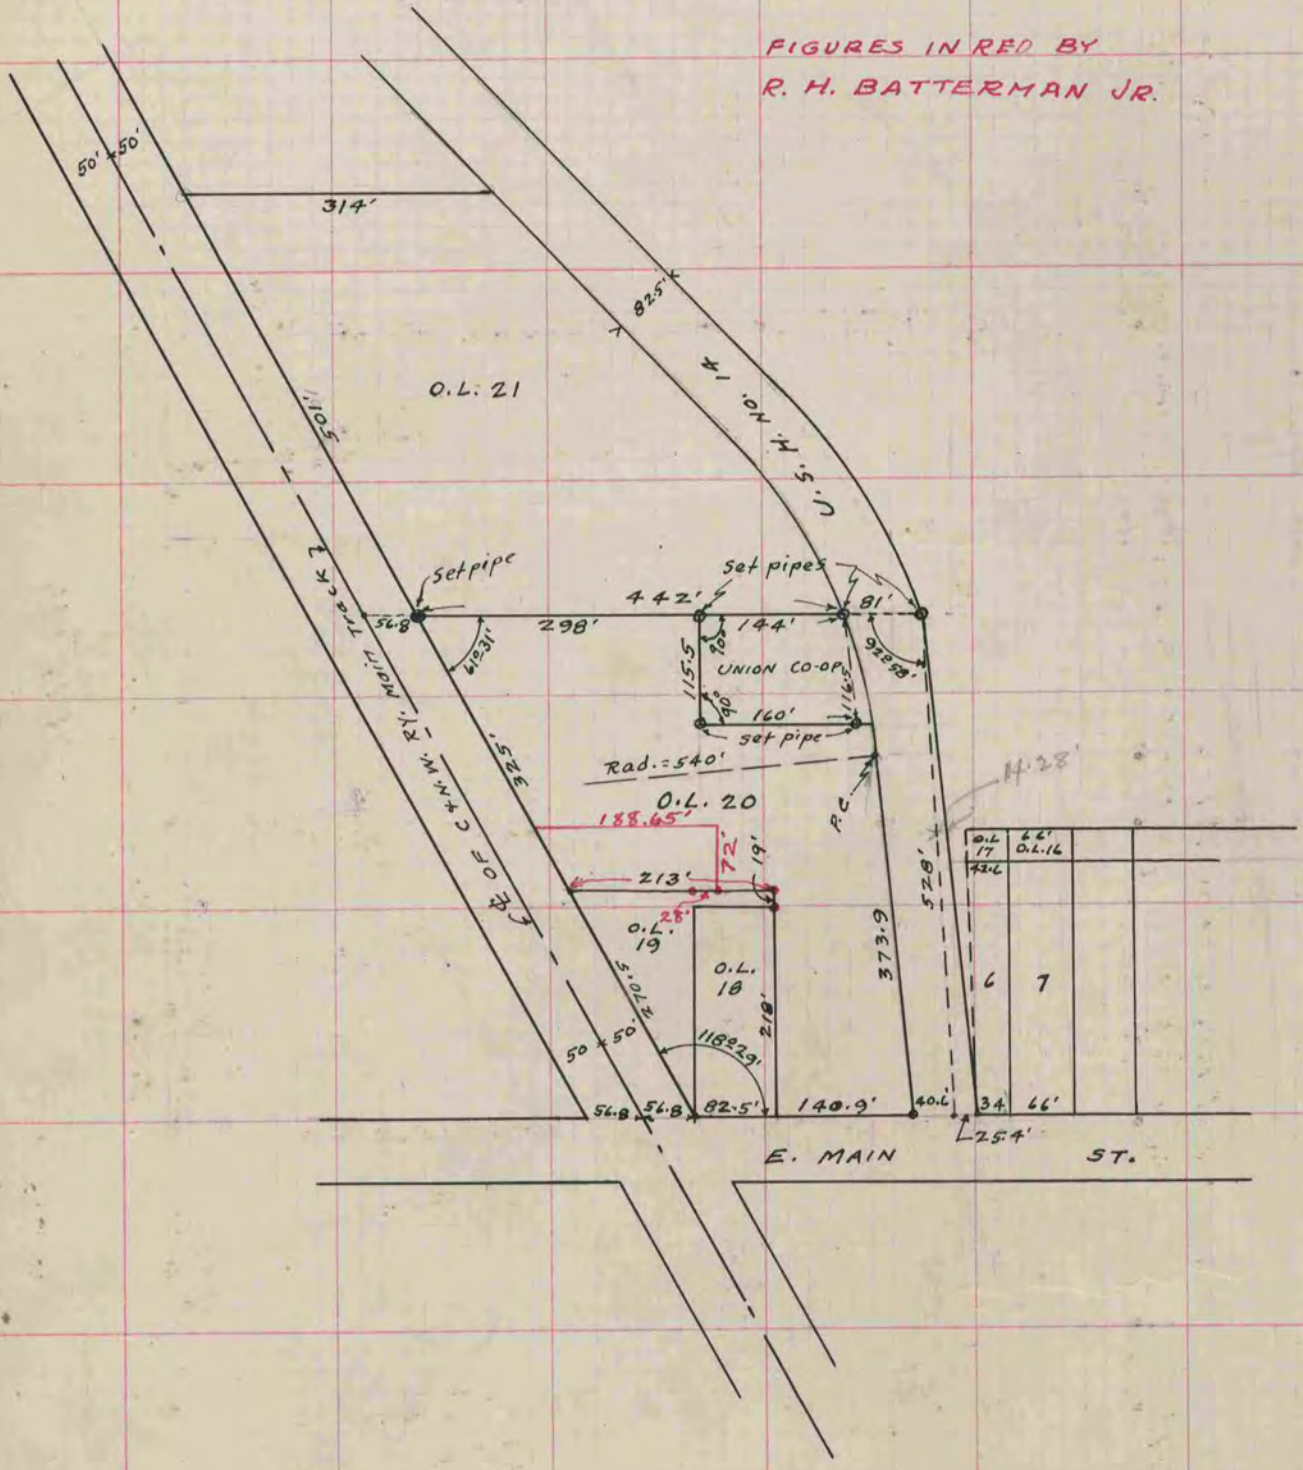 FIGURES IN RED BY
R. H. BATTERMAN JR.
50' 50'
314'
82.5'
U.S.H. NO. 14
O.L. 21
501'
set pipe
set pipes
442'
81'
56.8
298'
144'
61°31'
90°
92°58'
115.5
UNION CO-OP.
116.5
90°
160'
set pipe
MAIN Track
℄ OF C & N.W. RY.
325'
Rad. = 540'
P.C.
14.28'
O.L. 20
188.65'
72'
19'
213'
28'
O.L.
17
66'
O.L.16
42.6
528'
O.L.
19
373.9
O.L.
18
6
7
270.5
218'
50 50'
118°29'
56.8 56.8 82.5' 140.9' 40.6 34 66'
25.4'
E. MAIN ST.